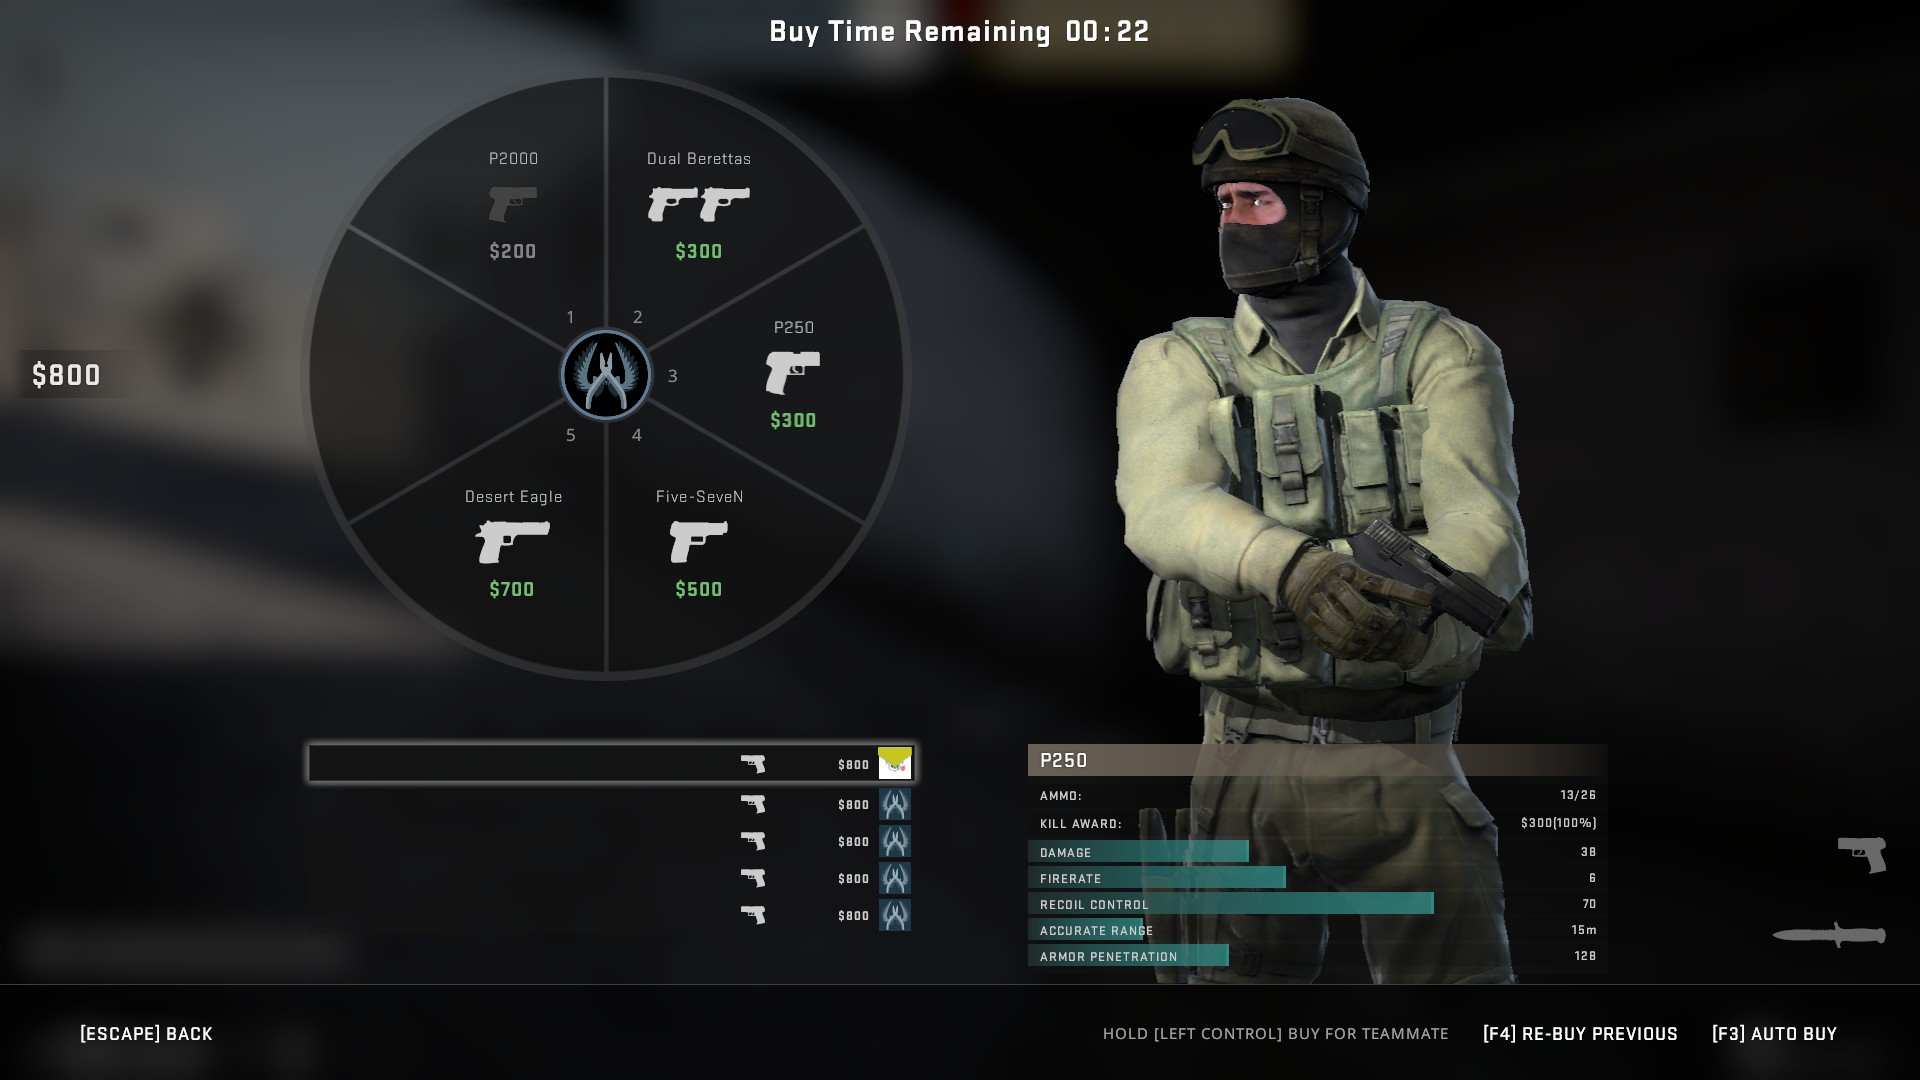 Buy Time Remaining 00:22
P2000
$200
Dual Berettas
$300
P250
$300
1
2
3
5
4
$800
Desert Eagle
$700
Five-SeveN
$500
$800
$800
$800
$800
$800
P250
AMMO: 13/26
KILL AWARD: $300(100%)
DAMAGE 38
FIRERATE 6
RECOIL CONTROL 70
ACCURATE RANGE 15m
ARMOR PENETRATION 128
[ESCAPE] BACK
HOLD [LEFT CONTROL] BUY FOR TEAMMATE
[F4] RE-BUY PREVIOUS
[F3] AUTO BUY